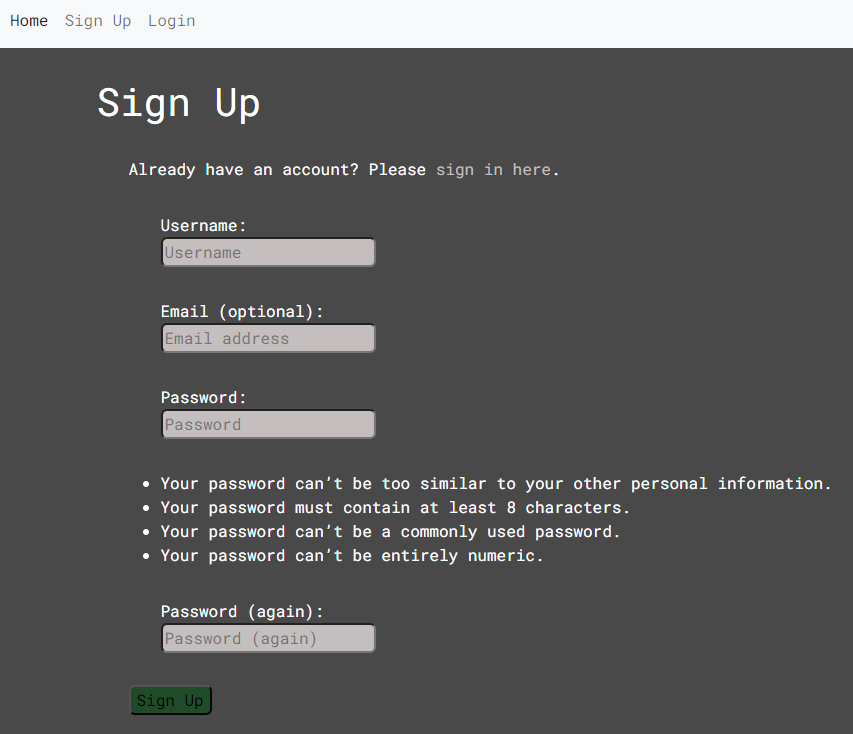 Home Sign Up Login
Sign Up
Already have an account? Please sign in here.
Username:
Username
Email (optional):
Email address
Password:
Password
• Your password can’t be too similar to your other personal information.
• Your password must contain at least 8 characters.
• Your password can’t be a commonly used password.
• Your password can’t be entirely numeric.
Password (again):
Password (again)
Sign Up